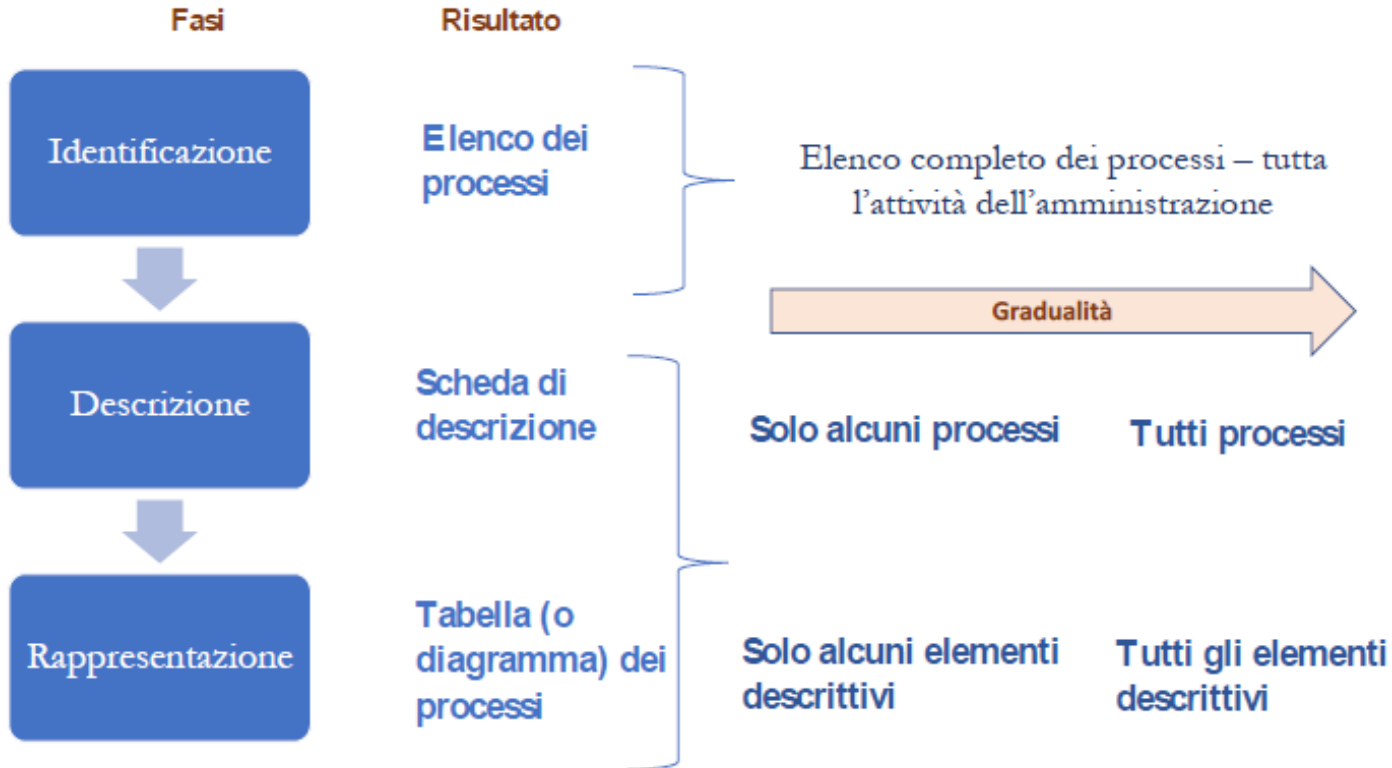 Fasi
Risultato
Identificazione
Elenco dei
processi
Elenco completo dei processi – tutta
l'attività dell'amministrazione
Gradualità
Descrizione
Scheda di
descrizione
Solo alcuni processi
Tutti processi
Rappresentazione
Tabella (o
diagramma) dei
processi
Solo alcuni elementi
descrittivi
Tutti gli elementi
descrittivi